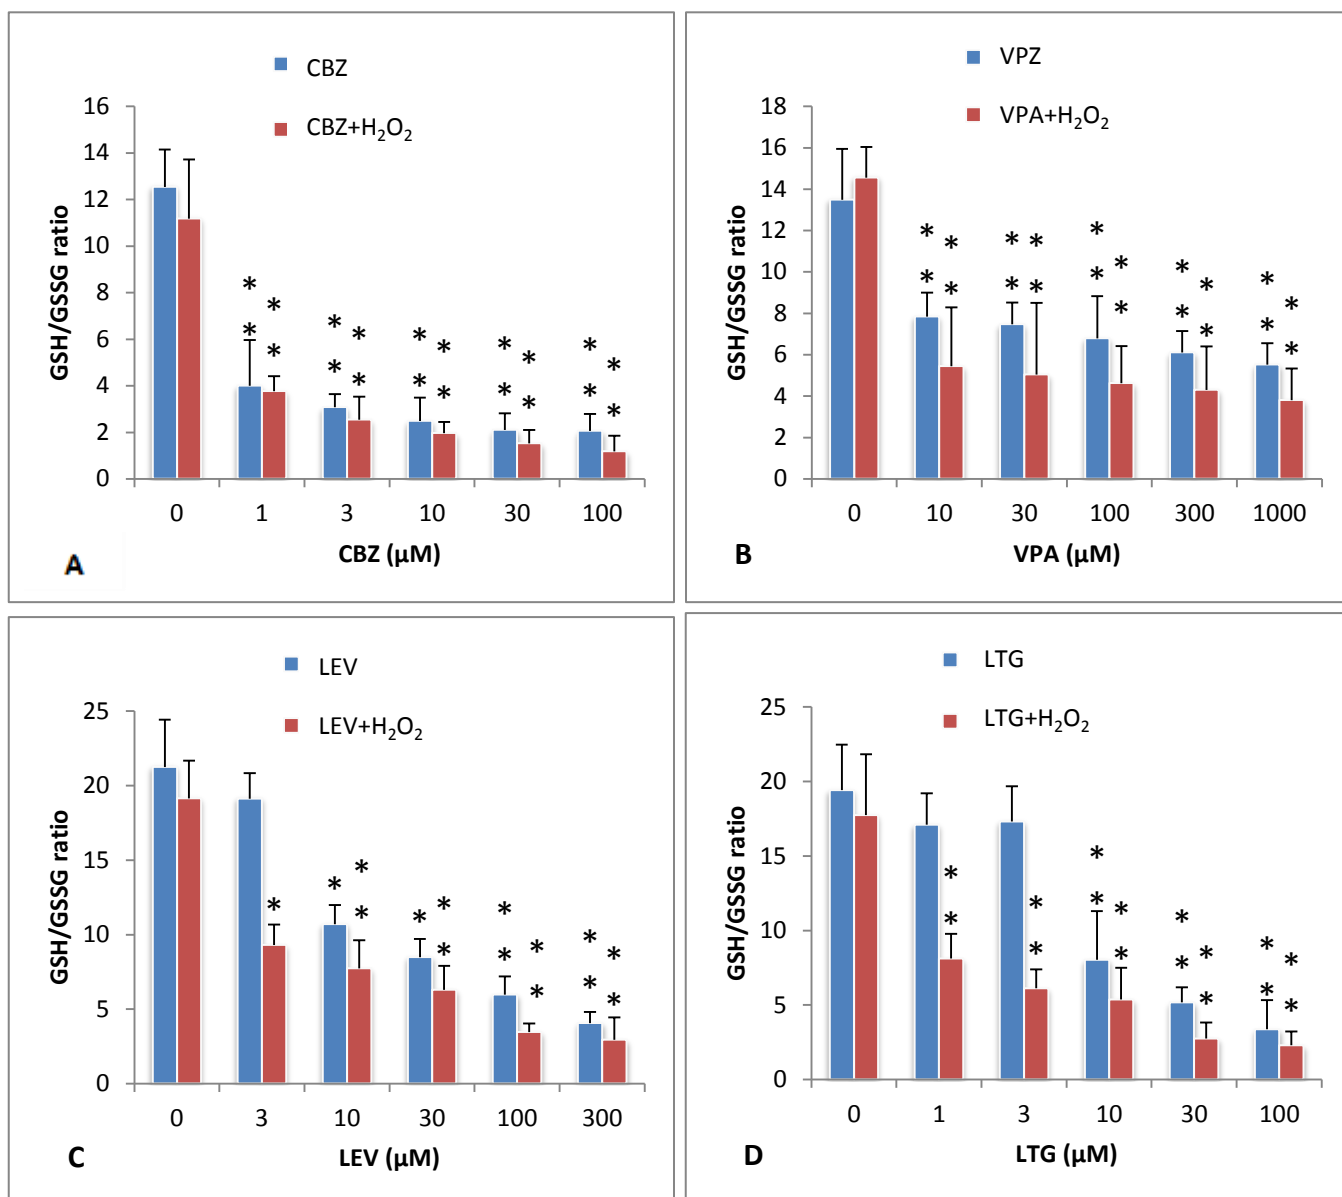 CBZ
CBZ+H₂O₂
16
14
12
10
8
6
4
2
0
GSH/GSSG ratio
* * * * * * * * * *
* * * * * * * * * *
0 1 3 10 30 100
CBZ (μM)
A
VPZ
VPA+H₂O₂
18
16
14
12
10
8
6
4
2
0
GSH/GSSG ratio
* * * * * * * * * *
* * * * * * * * * *
0 10 30 100 300 1000
VPA (μM)
B
LEV
LEV+H₂O₂
25
20
15
10
5
0
GSH/GSSG ratio
* * * * * * *
* * * * * * * * *
0 3 10 30 100 300
LEV (μM)
C
LTG
LTG+H₂O₂
25
20
15
10
5
0
GSH/GSSG ratio
* * * * * * * *
* * * * * * * *
0 1 3 10 30 100
LTG (μM)
D